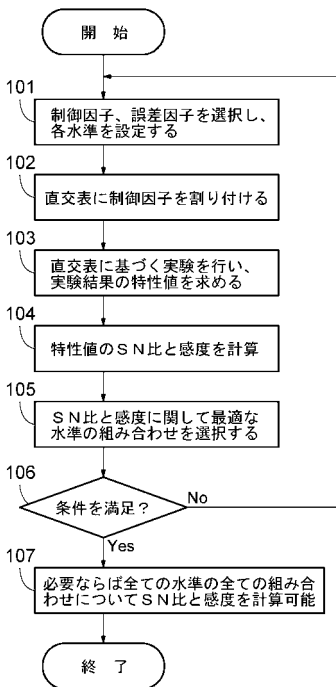 開 始
101
制御因子、誤差因子を選択し、
各水準を設定する
102
直交表に制御因子を割り付ける
103
直交表に基づく実験を行い、
実験結果の特性値を求める
104
特性値のSN比と感度を計算
105
SN比と感度に関して最適な
水準の組み合わせを選択する
106
条件を満足?
No
Yes
107
必要ならば全ての水準の全ての組み合
わせについてSN比と感度を計算可能
終 了